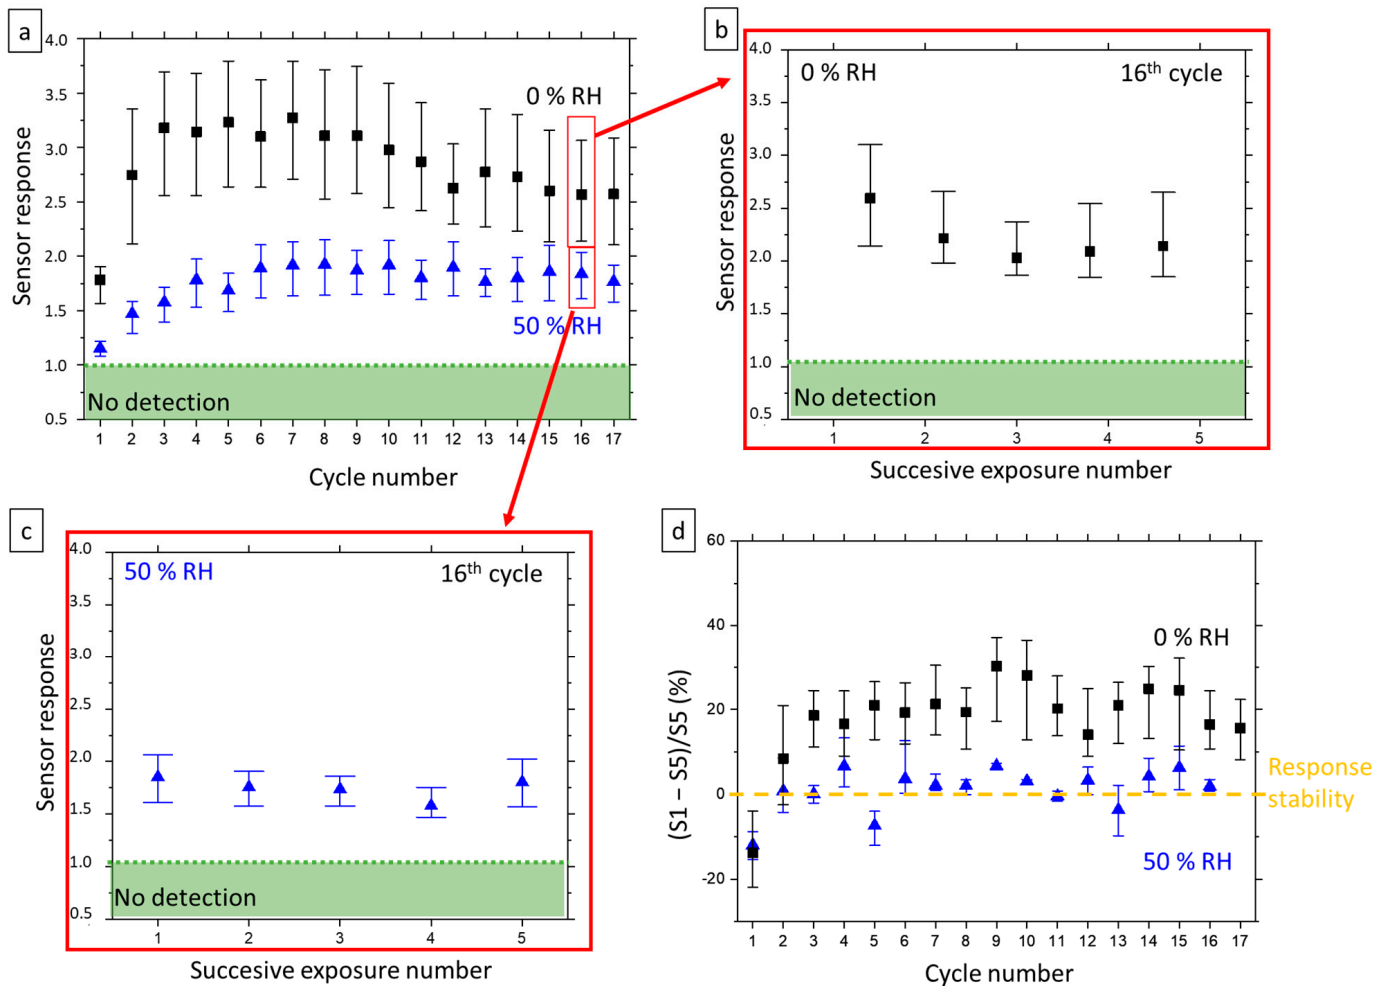 a
4.0
3.5
3.0
2.5
2.0
1.5
1.0
0.5
Sensor response
0 % RH
50 % RH
No detection
1 2 3 4 5 6 7 8 9 10 11 12 13 14 15 16 17
Cycle number
b
4.0
3.5
3.0
2.5
2.0
1.5
1.0
0.5
Sensor response
0 % RH
16th cycle
No detection
1 2 3 4 5
Succesive exposure number
c
4.0
3.5
3.0
2.5
2.0
1.5
1.0
0.5
Sensor response
50 % RH
16th cycle
No detection
1 2 3 4 5
Succesive exposure number
d
60
40
20
0
-20
(S1 – S5)/S5 (%)
0 % RH
Response
stability
50 % RH
1 2 3 4 5 6 7 8 9 10 11 12 13 14 15 16 17
Cycle number